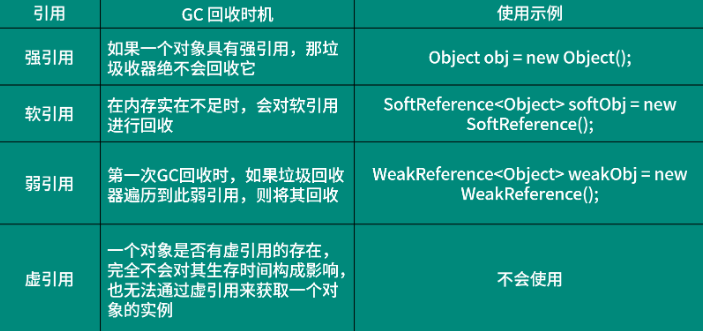 引用
GC 回收时机
使用示例
强引用
如果一个对象具有强引用，那垃
圾收器绝不会回收它
Object obj = new Object();
软引用
在内存实在不足时，会对软引用
进行回收
SoftReference<Object> softObj = new
SoftReference();
弱引用
第一次GC回收时，如果垃圾回收
器遍历到此弱引用，则将其回收
WeakReference<Object> weakObj = new
WeakReference();
虚引用
一个对象是否有虚引用的存在，
完全不会对其生存时间构成影响，
也无法通过虚引用来获取一个对
象的实例
不会使用